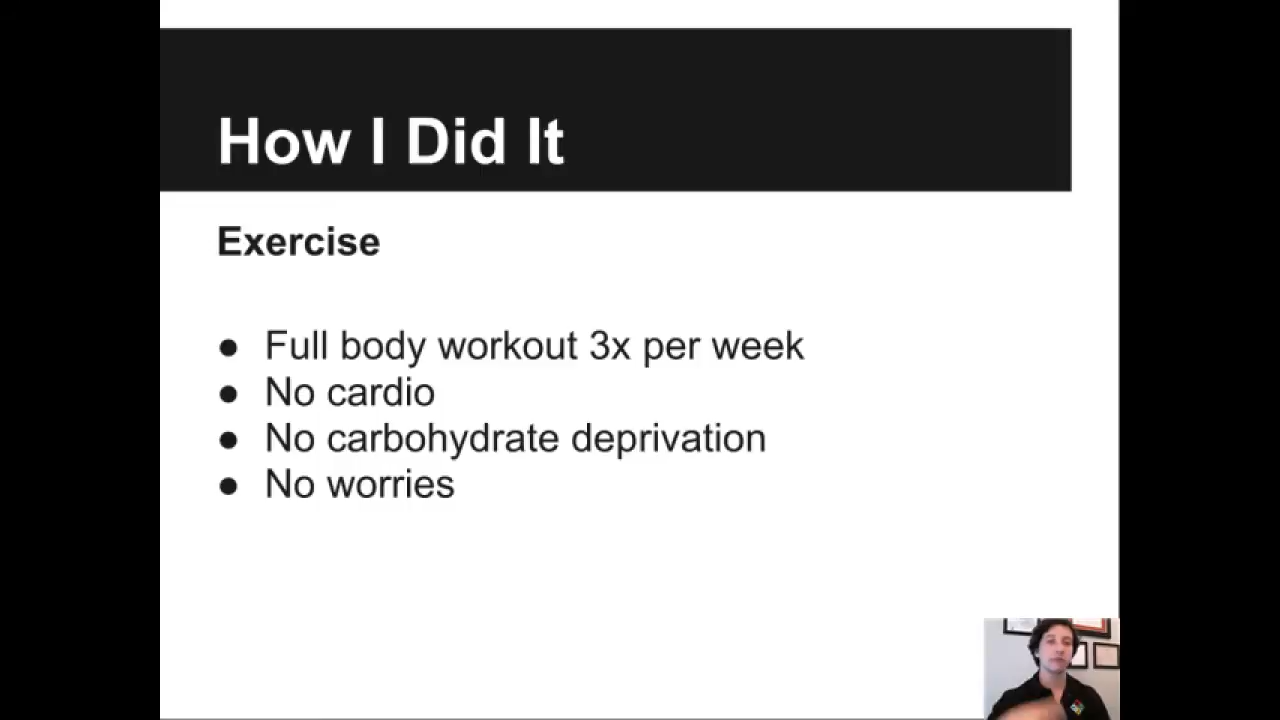 How I Did It
Exercise
● Full body workout 3x per week
● No cardio
● No carbohydrate deprivation
● No worries